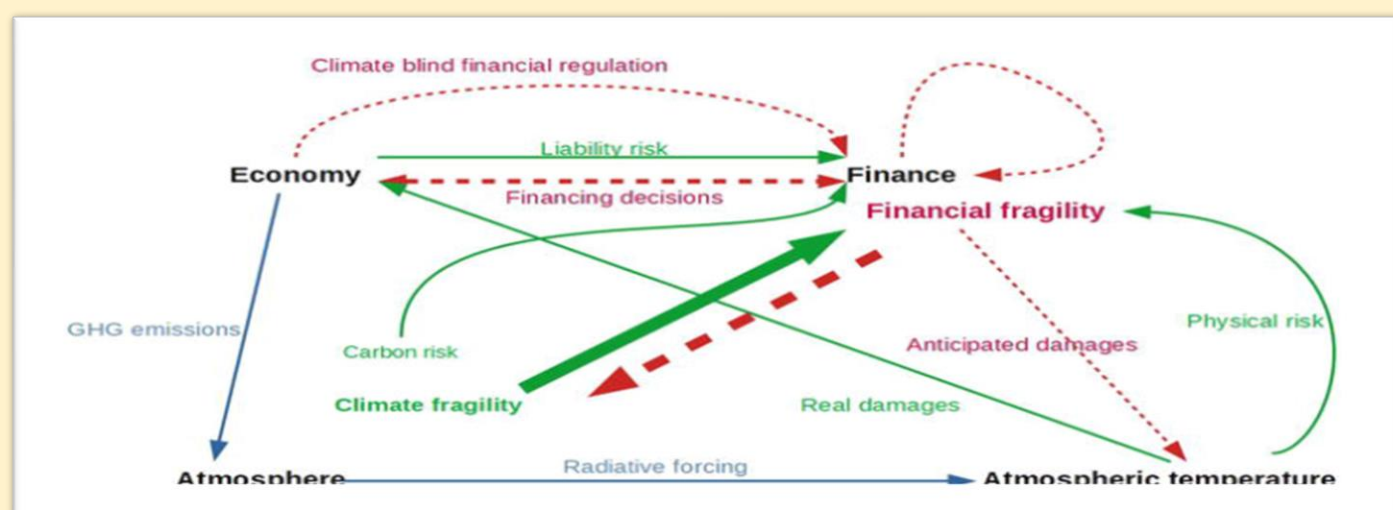 Climate blind financial regulation
Liability risk
Economy
Finance
Financing decisions
Financial fragility
GHG emissions
Physical risk
Carbon risk
Anticipated damages
Climate fragility
Real damages
Radiative forcing
Atmosphere
Atmospheric temperature